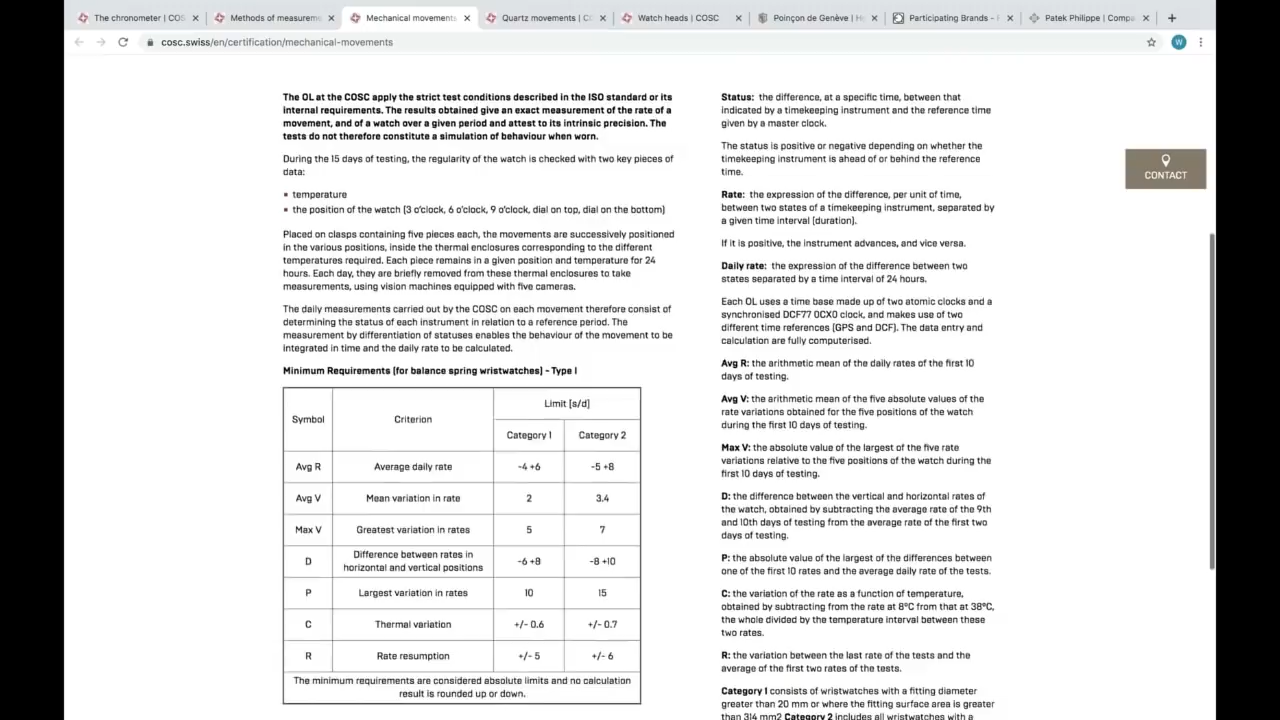 The chronometer | COS
Methods of measureme
Mechanical movements
Quartz movements | C
Watch heads | COSC
Poinçon de Genève | H
Participating Brands - F
Patek Philippe | Compa
cosc.swiss/en/certification/mechanical-movements
W
The OL at the COSC apply the strict test conditions described in the ISO standard or its
internal requirements. The results obtained give an exact measurement of the rate of a
movement, and of a watch over a given period and attest to its intrinsic precision. The
tests do not therefore constitute a simulation of behaviour when worn.
During the 15 days of testing, the regularity of the watch is checked with two key pieces of
data:
temperature
the position of the watch (3 o'clock, 6 o'clock, 9 o'clock, dial on top, dial on the bottom)
Placed on clasps containing five pieces each, the movements are successively positioned
in the various positions, inside the thermal enclosures corresponding to the different
temperatures required. Each piece remains in a given position and temperature for 24
hours. Each day, they are briefly removed from these thermal enclosures to take
measurements, using vision machines equipped with five cameras.
The daily measurements carried out by the COSC on each movement therefore consist of
determining the status of each instrument in relation to a reference period. The
measurement by differentiation of statuses enables the behaviour of the movement to be
integrated in time and the daily rate to be calculated.
Minimum Requirements (for balance spring wristwatches) - Type I
Symbol Criterion Limit [s/d]
Category 1 Category 2
Avg R Average daily rate -4 +6 -5 +8
Avg V Mean variation in rate 2 3.4
Max V Greatest variation in rates 5 7
D Difference between rates in horizontal and vertical positions -6 +8 -8 +10
P Largest variation in rates 10 15
C Thermal variation +/- 0.6 +/- 0.7
R Rate resumption +/- 5 +/- 6
The minimum requirements are considered absolute limits and no calculation
result is rounded up or down.
Status: the difference, at a specific time, between that
indicated by a timekeeping instrument and the reference time
given by a master clock.
The status is positive or negative depending on whether the
timekeeping instrument is ahead of or behind the reference
time.
Rate: the expression of the difference, per unit of time,
between two states of a timekeeping instrument, separated by
a given time interval (duration).
If it is positive, the instrument advances, and vice versa.
Daily rate: the expression of the difference between two
states separated by a time interval of 24 hours.
Each OL uses a time base made up of two atomic clocks and a
synchronised DCF77 OCXO clock, and makes use of two
different time references (GPS and DCF). The data entry and
calculation are fully computerised.
Avg R: the arithmetic mean of the daily rates of the first 10
days of testing.
Avg V: the arithmetic mean of the five absolute values of the
rate variations obtained for the five positions of the watch
during the first 10 days of testing.
Max V: the absolute value of the largest of the five rate
variations relative to the five positions of the watch during the
first 10 days of testing.
D: the difference between the vertical and horizontal rates of
the watch, obtained by subtracting the average rate of the 9th
and 10th days of testing from the average rate of the first two
days of testing.
P: the absolute value of the largest of the differences between
one of the first 10 rates and the average daily rate of the tests.
C: the variation of the rate as a function of temperature,
obtained by subtracting from the rate at 8°C from that at 38°C,
the whole divided by the temperature interval between these
two rates.
R: the variation between the last rate of the tests and the
average of the first two rates of the tests.
Category 1 consists of wristwatches with a fitting diameter
greater than 20 mm or where the fitting surface area is greater
than 314 mm2 Category 2 includes all wristwatches with a
CONTACT